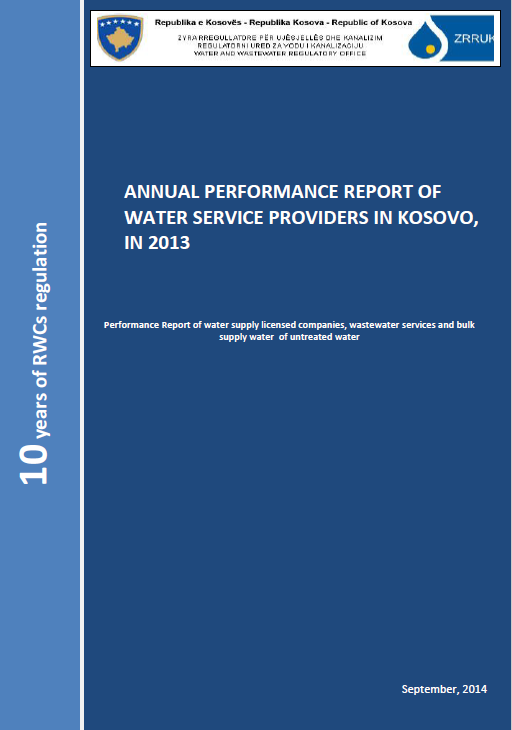 Republika e Kosovës - Republika Kosova - Republic of Kosova
ZYRA RREGULLATORE PËR UJËSJELLËS DHE KANALIZIM
REGULATORNI URED ZA VODU I KANALIZACIJU
WATER AND WASTEWATER REGULATORY OFFICE
ZRRUK
ANNUAL PERFORMANCE REPORT OF
WATER SERVICE PROVIDERS IN KOSOVO,
IN 2013
Performance Report of water supply licensed companies, wastewater services and bulk
supply water of untreated water
10 years of RWCs regulation
September, 2014